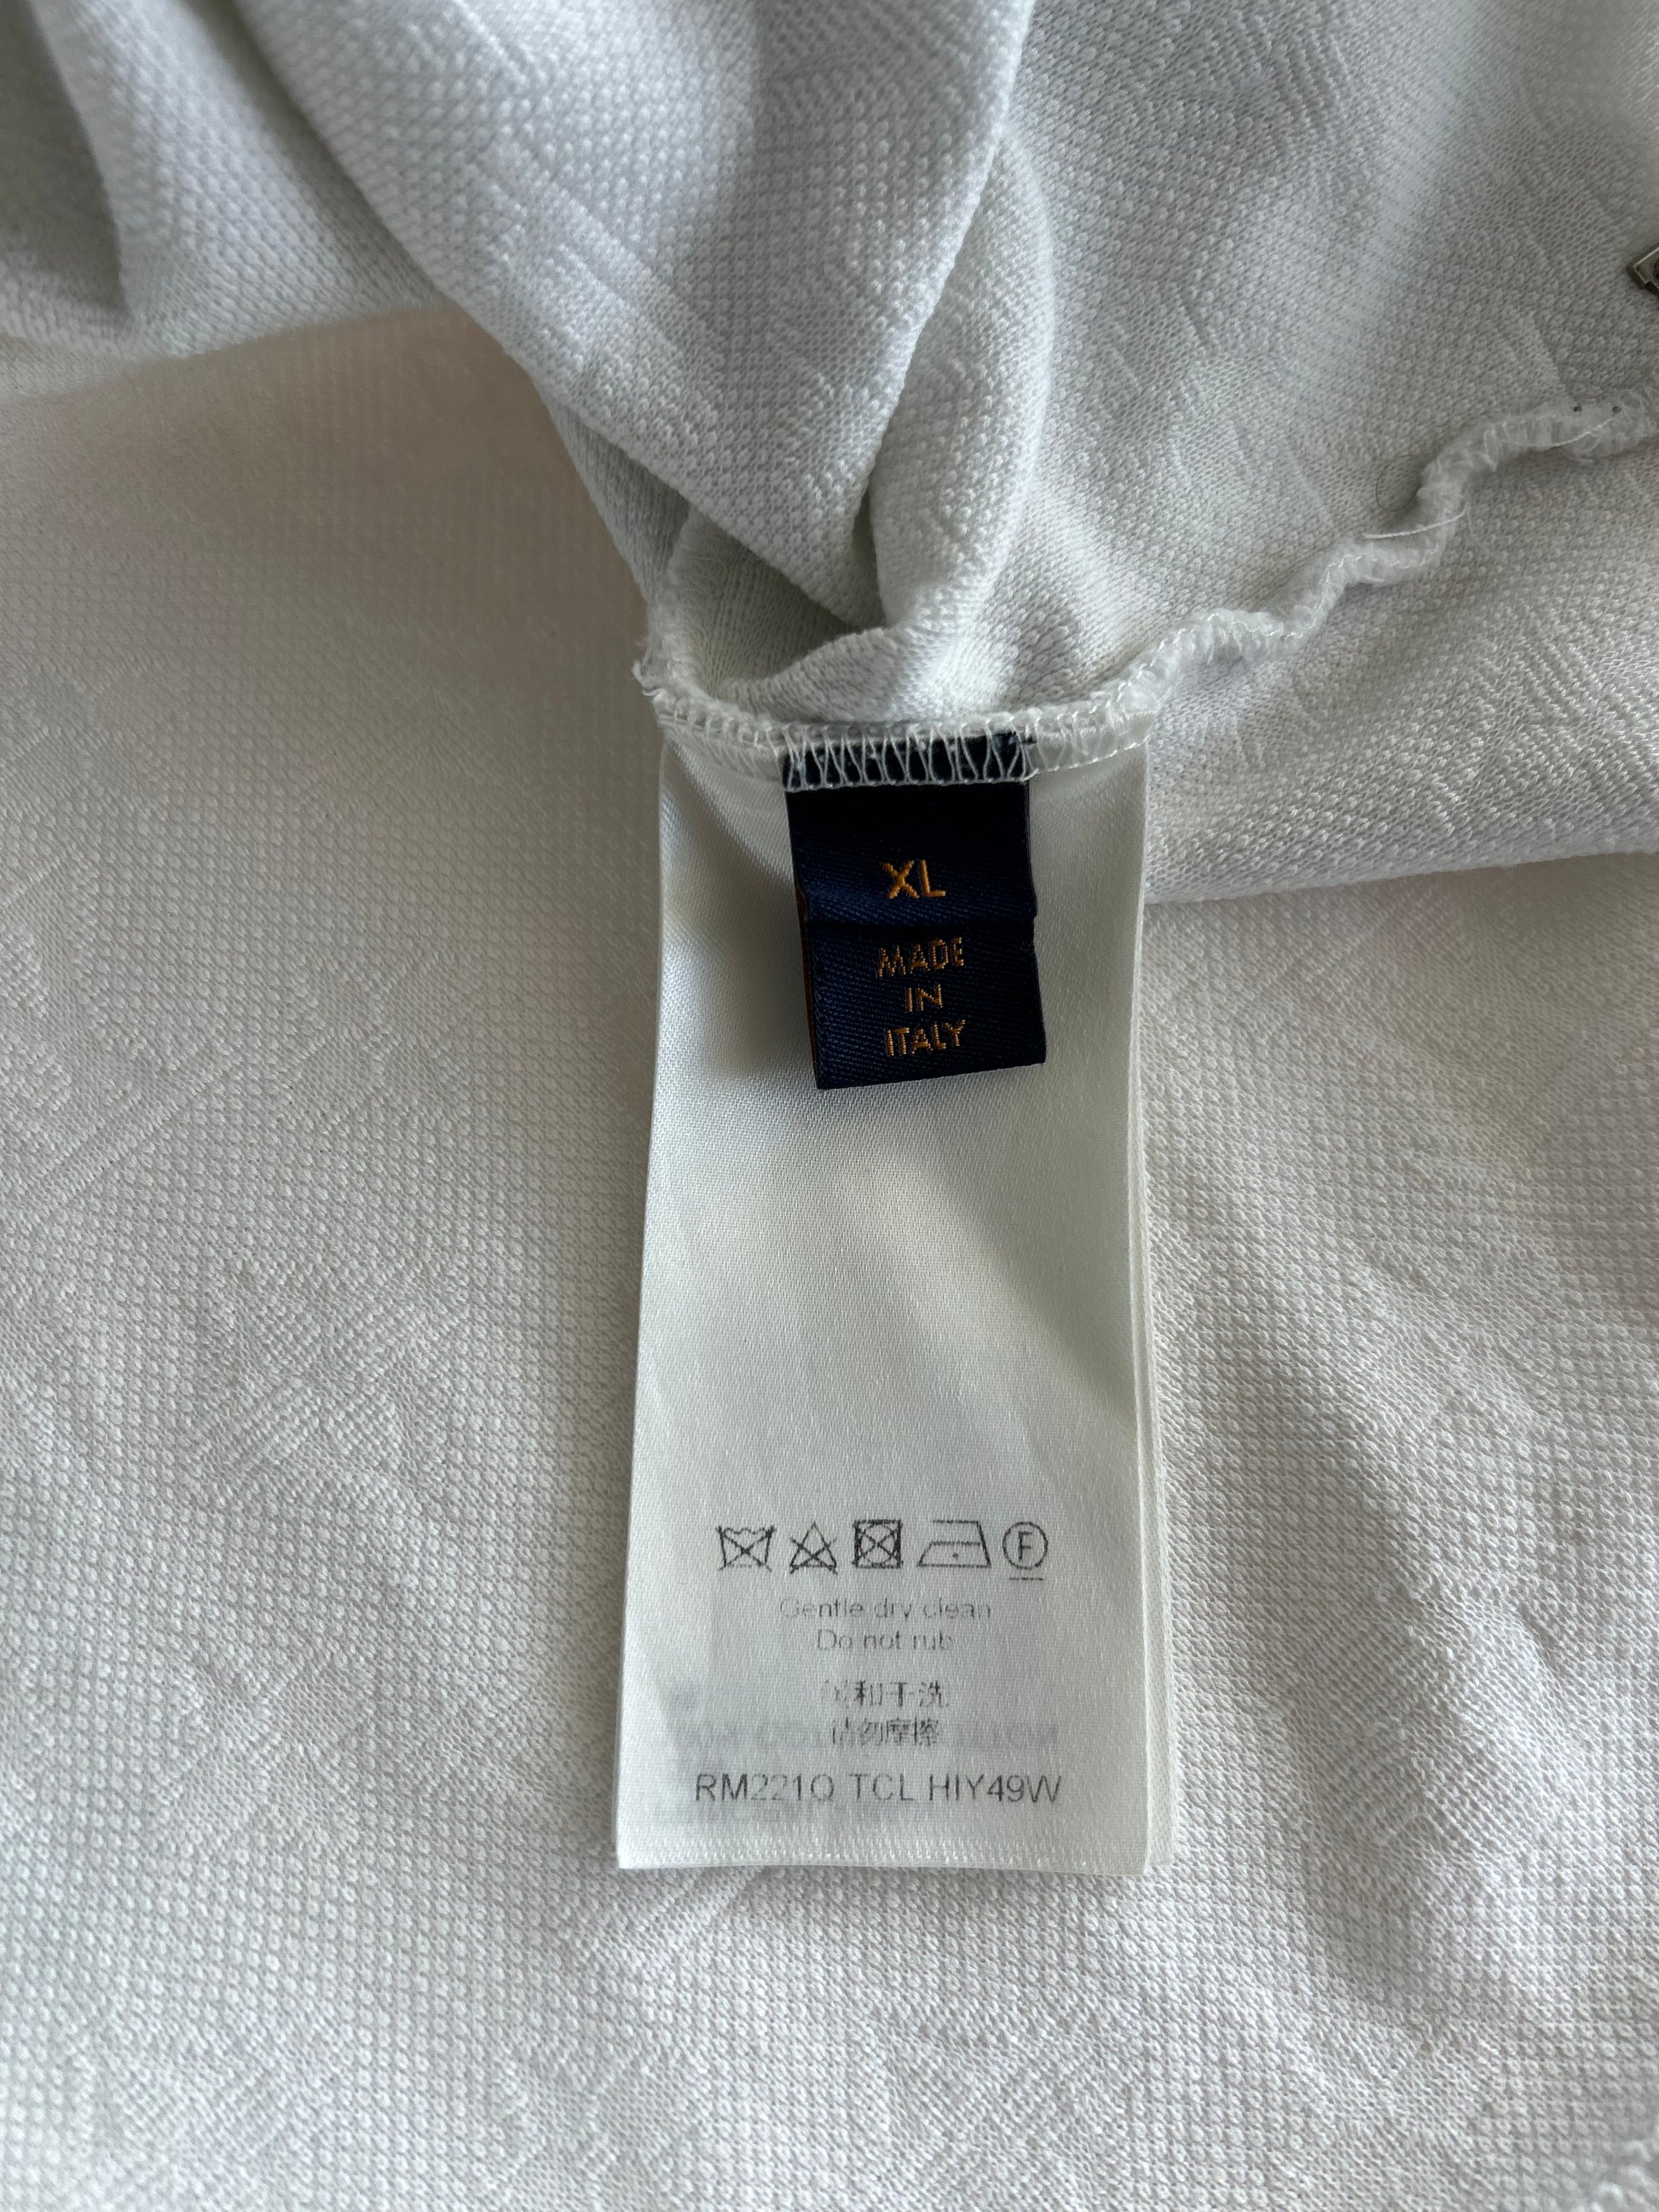 XL
MADE
IN
ITALY
F
Gentle dry clean
Do not rub
柔和干洗
请勿摩擦
RM221Q TCL HIY49W